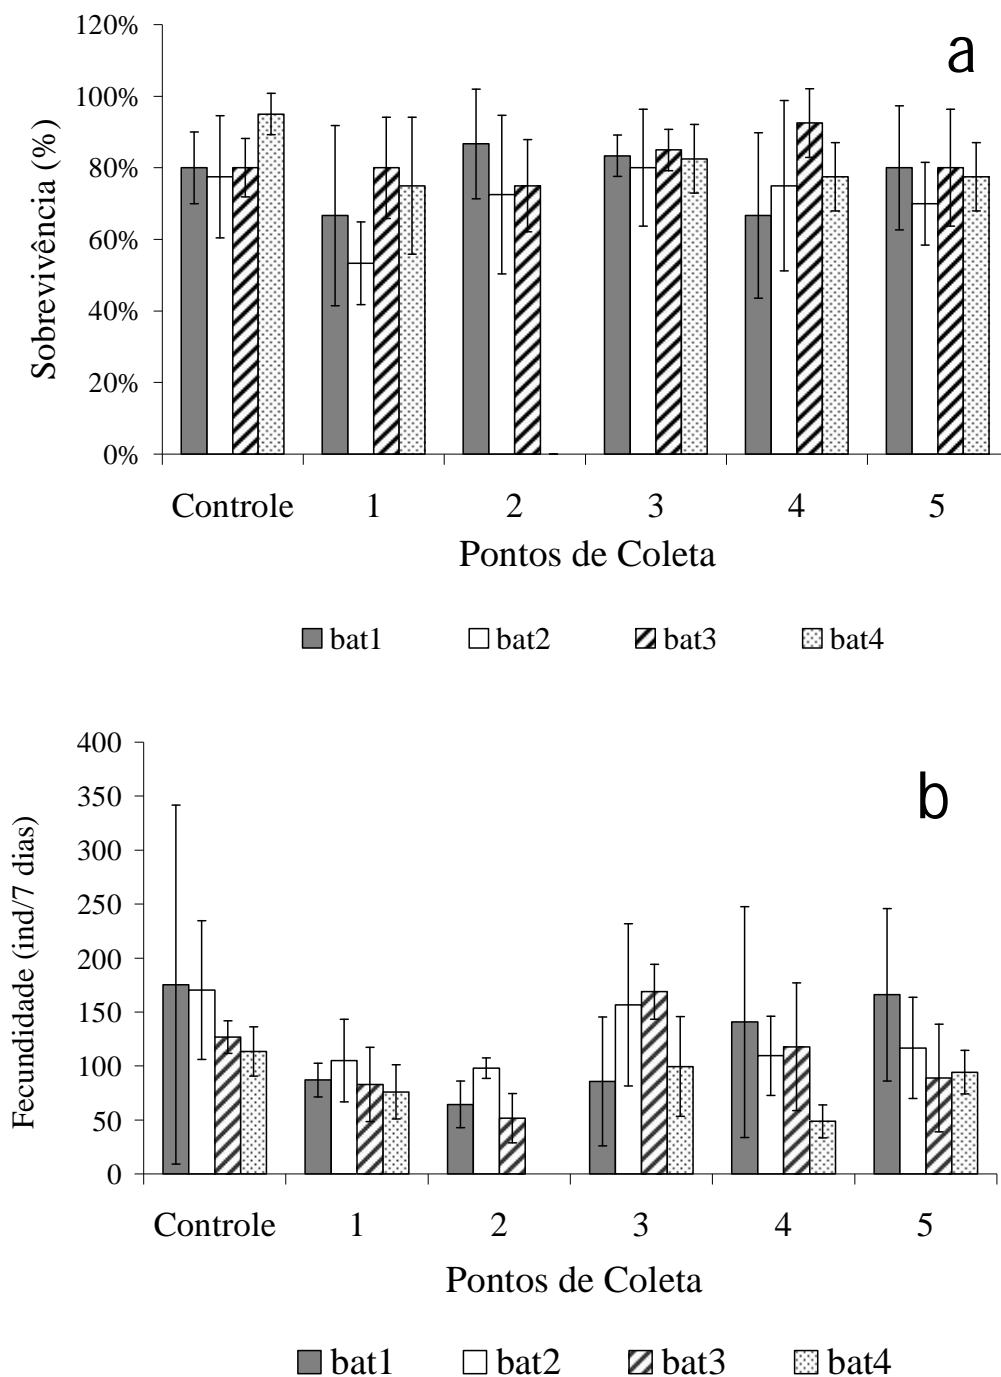 120%
a
100%
80%
60%
40%
20%
0%
Sobrevivência (%)
Controle 1 2 3 4 5
Pontos de Coleta
bat1 bat2 bat3 bat4
400
b
350
300
250
200
150
100
50
0
Fecundidade (ind/7 dias)
Controle 1 2 3 4 5
Pontos de Coleta
bat1 bat2 bat3 bat4